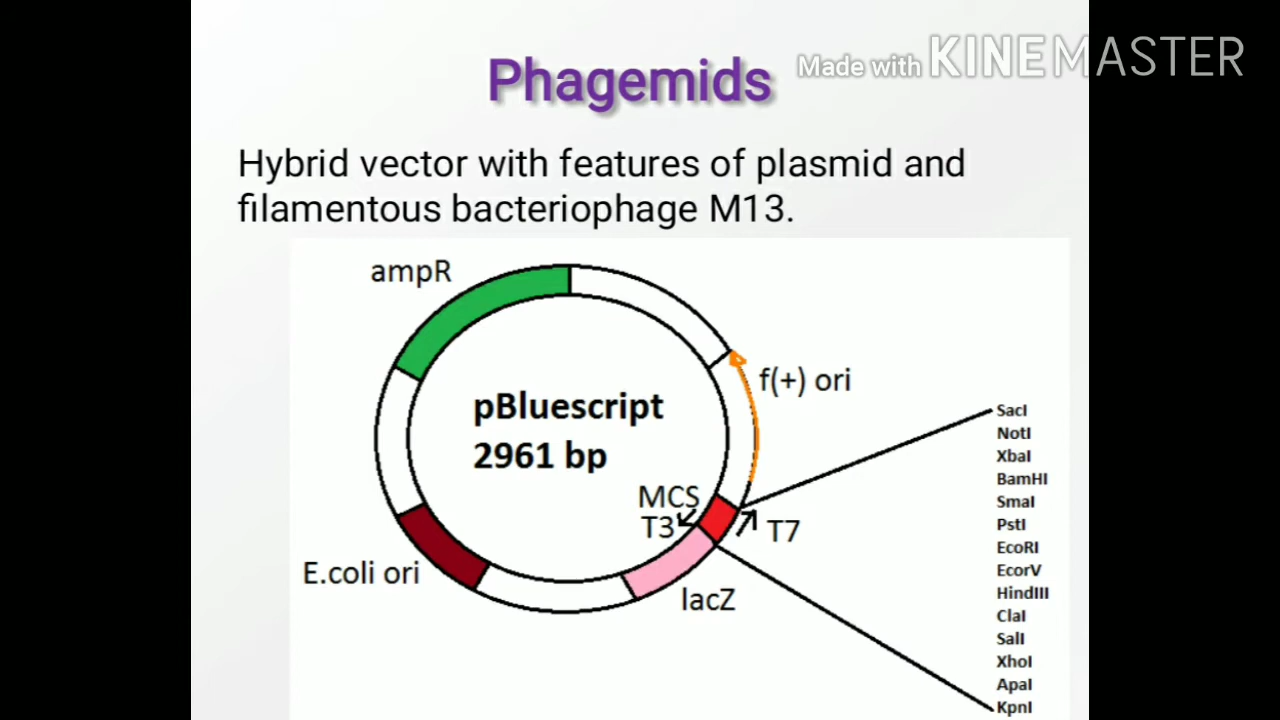 Phagemids
Made with KINEMASTER
Hybrid vector with features of plasmid and
filamentous bacteriophage M13.
ampR
f(+) ori
pBluescript
2961 bp
MCS
T3
T7
E.coli ori
lacZ
SacI
NotI
XbaI
BamHI
SmaI
PstI
EcoRI
EcorV
HindIII
ClaI
SalI
XhoI
ApaI
KpnI